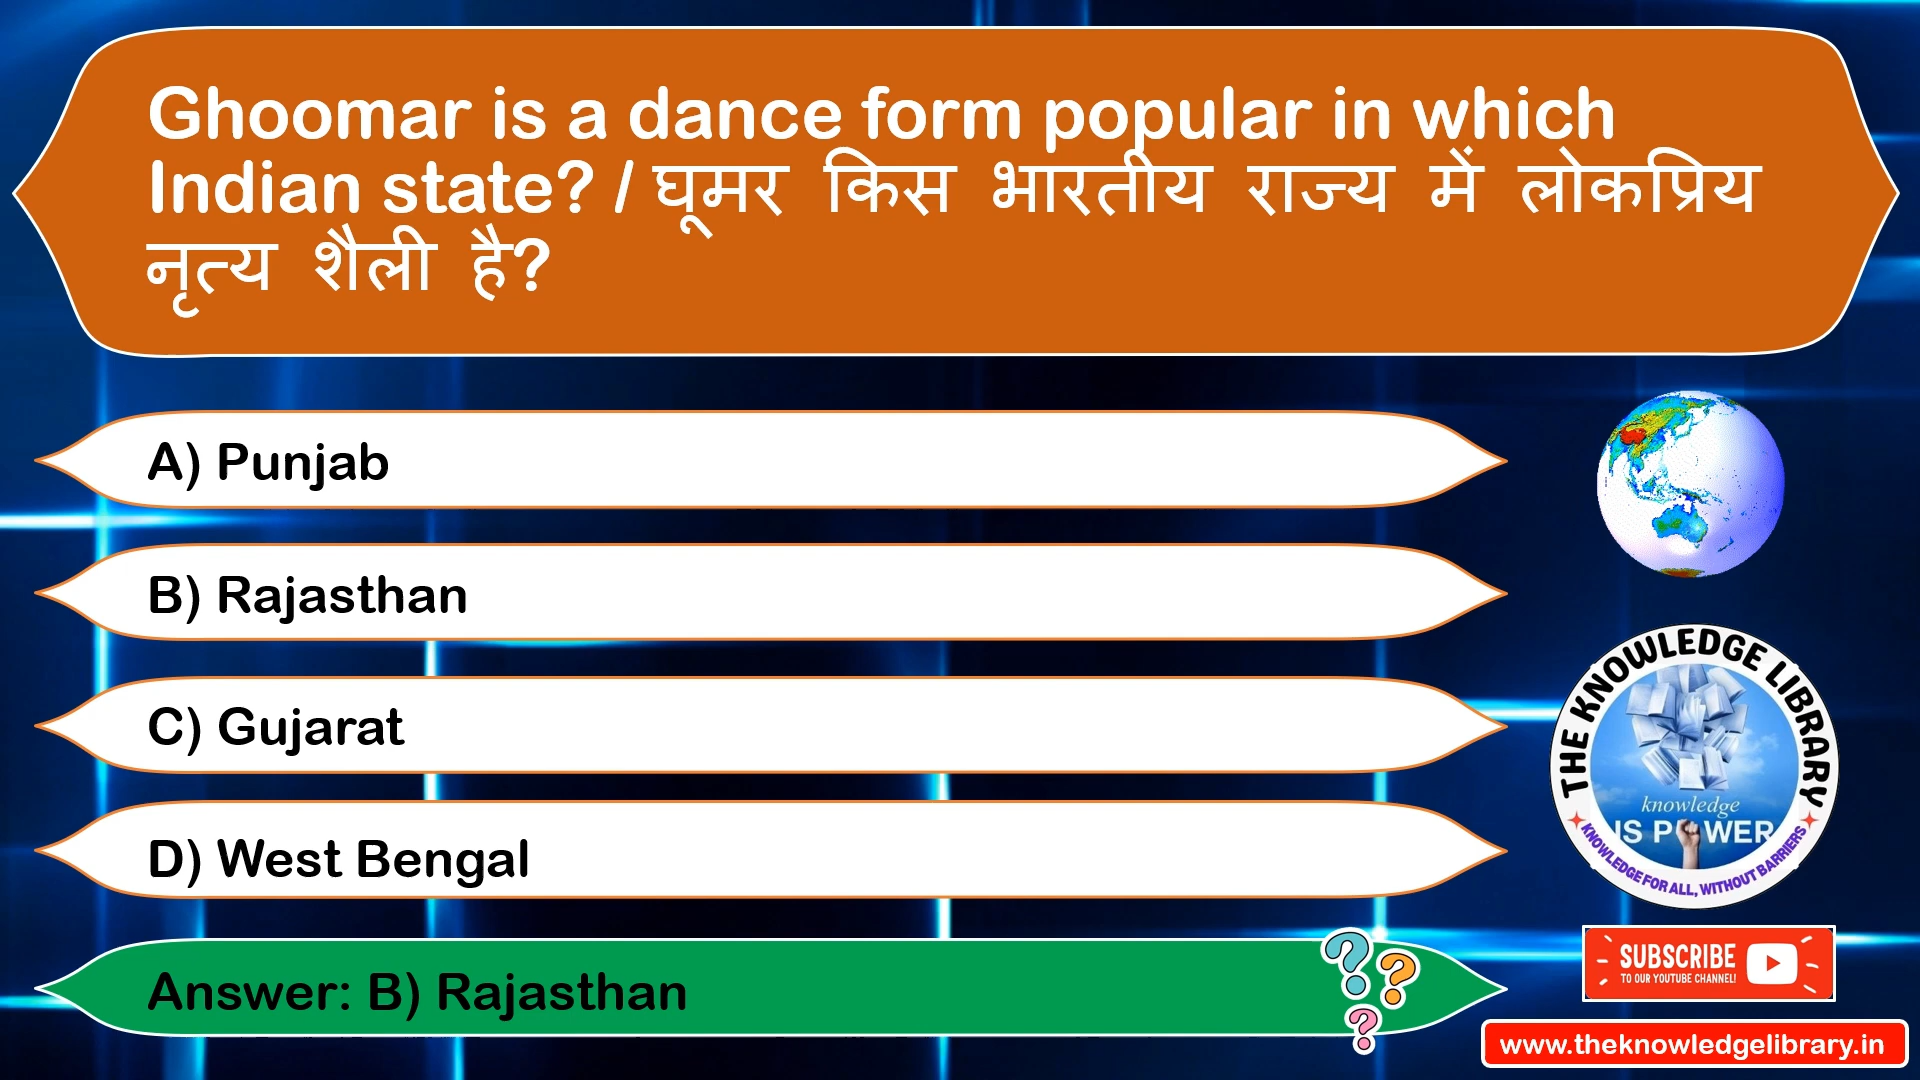 Ghoomar is a dance form popular in which
Indian state? / घूमर किस भारतीय राज्य में लोकप्रिय
नृत्य शैली है?
A) Punjab
B) Rajasthan
C) Gujarat
D) West Bengal
Answer: B) Rajasthan
THE KNOWLEDGE LIBRARY
knowledge
IS POWER
KNOWLEDGE FOR ALL, WITHOUT BARRIERS
SUBSCRIBE
TO OUR YOUTUBE CHANNEL!
www.theknowledgelibrary.in